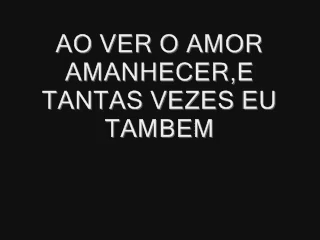 AO VER O AMOR
AMANHECER,E
TANTAS VEZES EU
TAMBEM